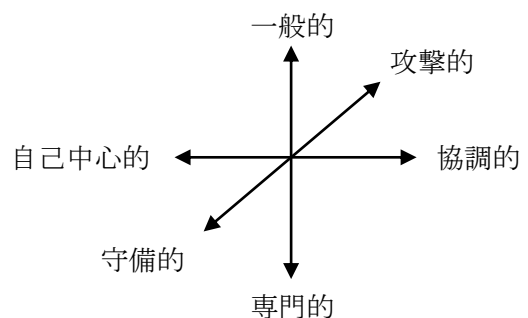 一般的
攻撃的
自己中心的
協調的
守備的
専門的